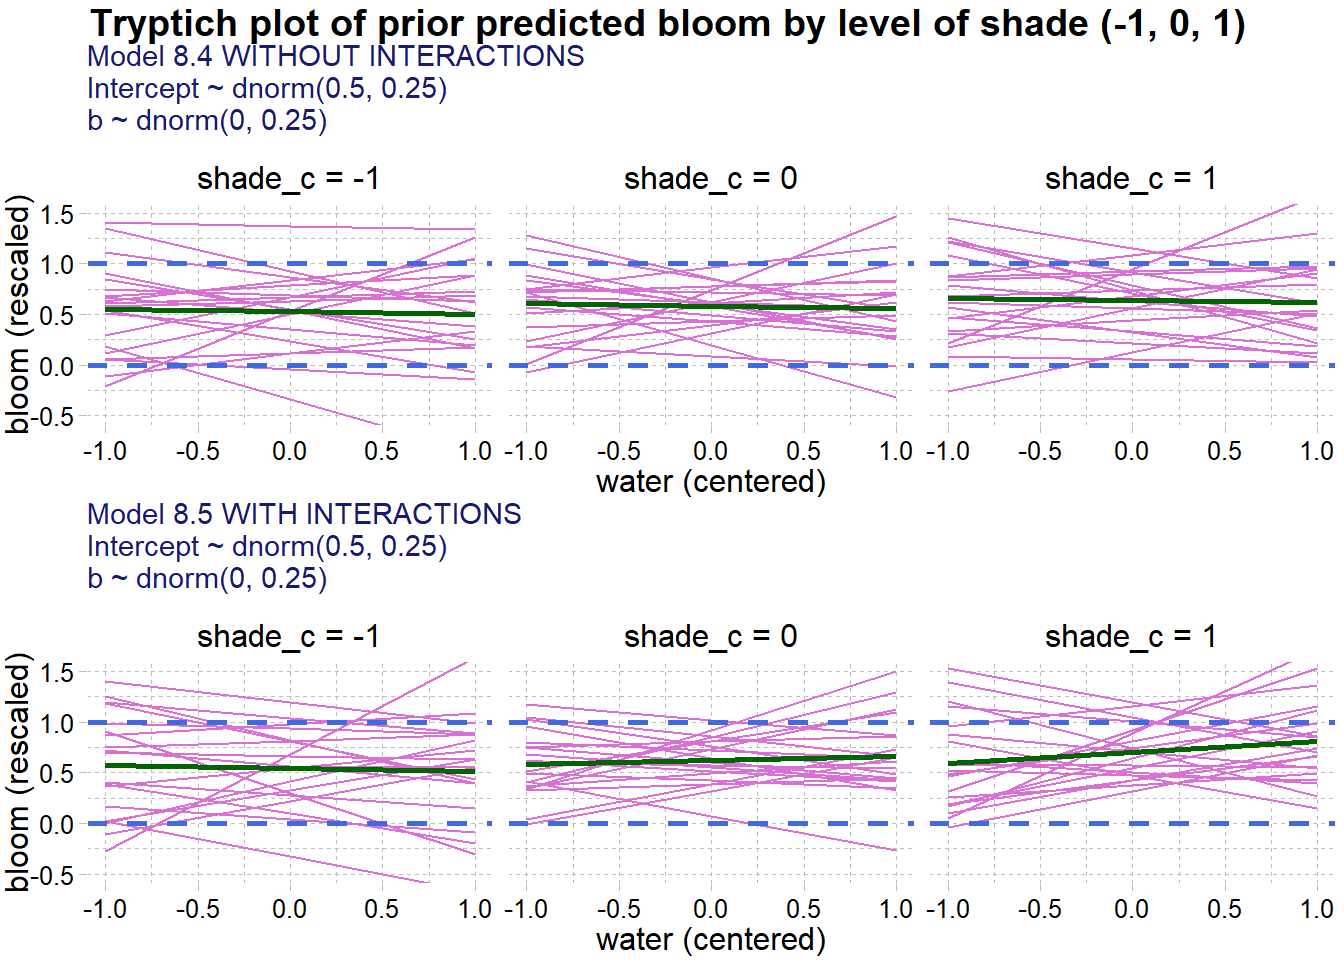 Tryptich plot of prior predicted bloom by level of shade (-1, 0, 1)
Model 8.4 WITHOUT INTERACTIONS
Intercept ~ dnorm(0.5, 0.25)
b ~ dnorm(0, 0.25)
shade_c = -1 shade_c = 0 shade_c = 1
bloom (rescaled)
1.5
1.0
0.5
0.0
-0.5
-1.0 -0.5 0.0 0.5 1.0 -1.0 -0.5 0.0 0.5 1.0 -1.0 -0.5 0.0 0.5 1.0
water (centered)
Model 8.5 WITH INTERACTIONS
Intercept ~ dnorm(0.5, 0.25)
b ~ dnorm(0, 0.25)
shade_c = -1 shade_c = 0 shade_c = 1
bloom (rescaled)
1.5
1.0
0.5
0.0
-0.5
-1.0 -0.5 0.0 0.5 1.0 -1.0 -0.5 0.0 0.5 1.0 -1.0 -0.5 0.0 0.5 1.0
water (centered)